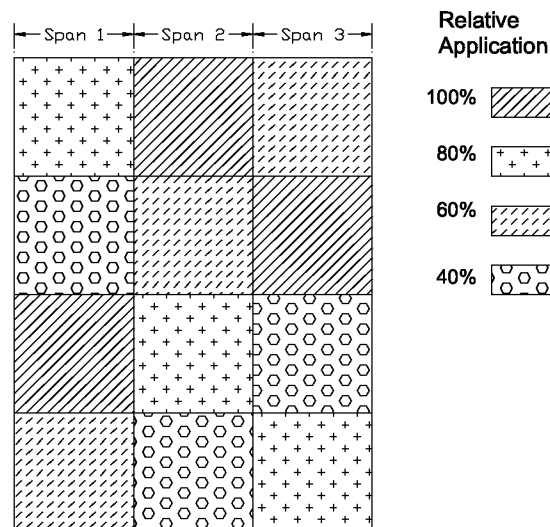 Span 1 Span 2 Span 3
Relative
Application
100%
80%
60%
40%